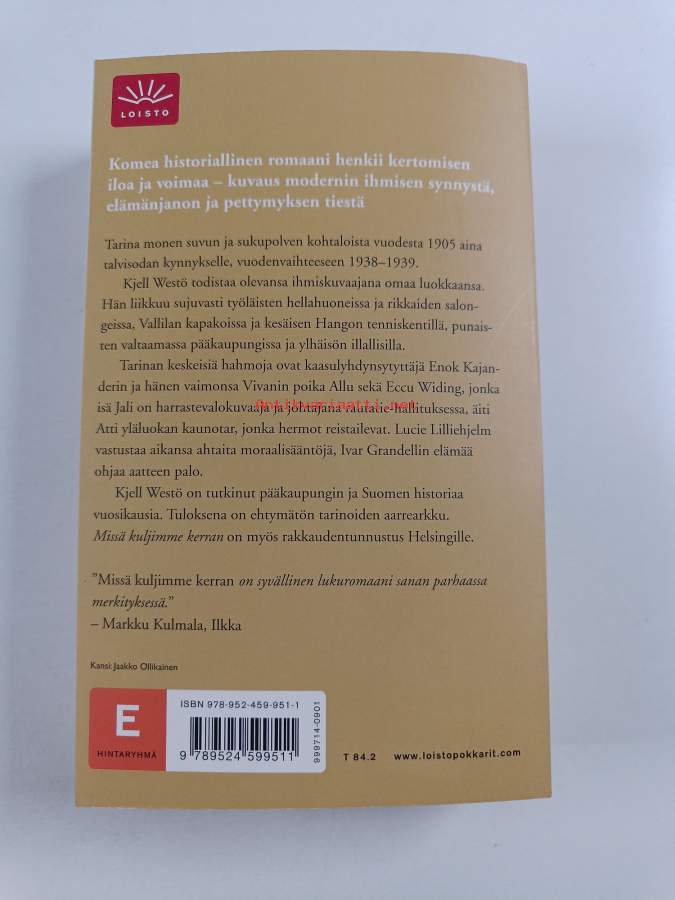 LOISTO
Komea historiallinen romaani henkii kertomisen
iloa ja voimaa – kuvaus modernin ihmisen synnystä,
elämänjanon ja pettymyksen tiestä
Tarina monen suvun ja sukupolven kohtaloista vuodesta 1905 aina
talvisodan kynnykselle, vuodenvaihteeseen 1938–1939.
Kjell Westö todistaa olevansa ihmiskuvaajana omaa luokkaansa.
Hän liikkuu sujuvasti työläisten hellahuoneissa ja rikkaiden salon-
geissa, Vallilan kapakoissa ja kesäisen Hangon tenniskentillä, punais-
ten valtaamassa pääkaupungissa ja ylhäisön illallisilla.
Tarinan keskeisiä hahmoja ovat kaasulyhdynsytyttäjä Enok Kajan-
derin ja hänen vaimonsa Vivanin poika Allu sekä Eccu Widing, jonka
isä Jali on harrastevalokuvaaja ja johtajana rautatiehallituksessa, äiti
antikvariaatti.net
Atti yläluokan kaunotar, jonka hermot reistailevat. Lucie Lilliehjelm
vastustaa aikansa ahtaita moraalisääntöjä, Ivar Grandellin elämää
ohjaa aatteen palo.
Kjell Westö on tutkinut pääkaupungin ja Suomen historiaa
vuosikausia. Tuloksena on ehtymätön tarinoiden aarrearkku.
Missä kuljimme kerran on myös rakkaudentunnustus Helsingille.
”Missä kuljimme kerran on syvällinen lukuromaani sanan parhaassa
merkityksessä.”
– Markku Kulmala, Ilkka
Kansi: Jaakko Ollikainen
E
HINTARYHMÄ
ISBN 978-952-459-951-1
9 789524 599511
999714-0901
T 84.2 www.loistopokkarit.com